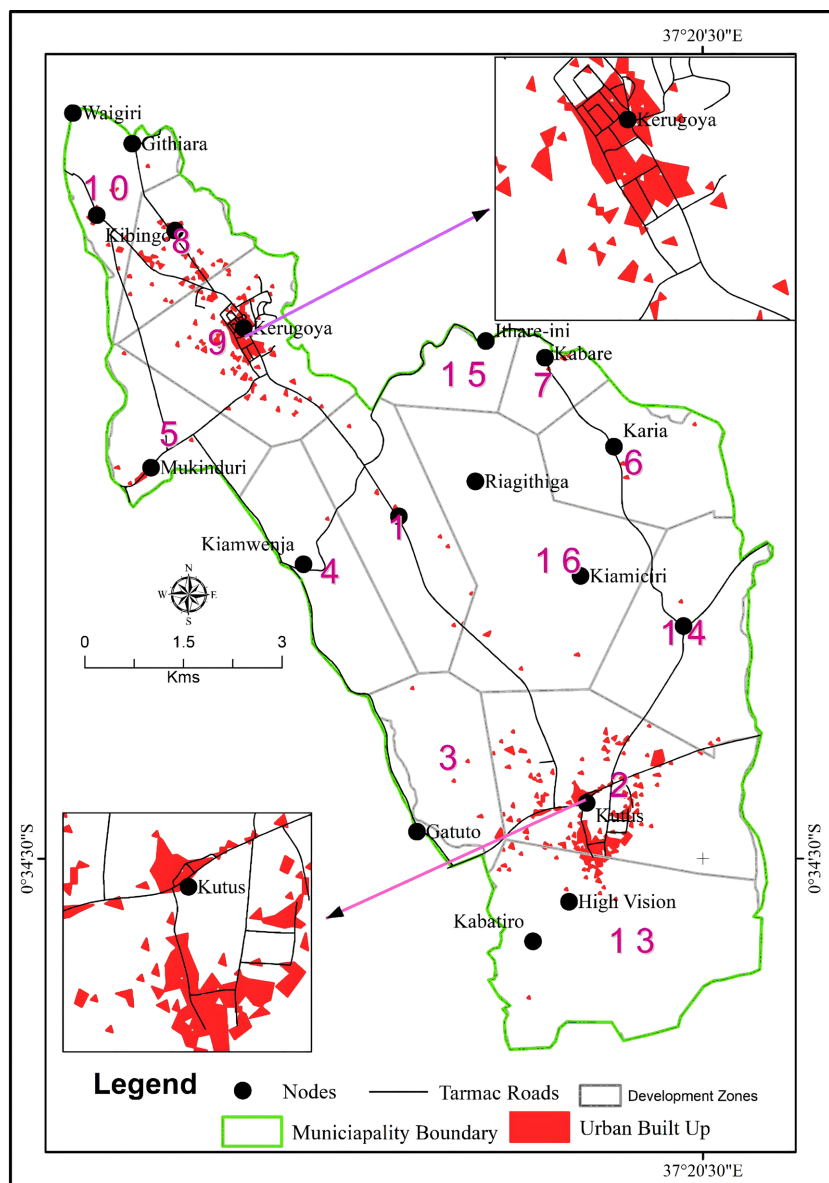 37°20'30"E
Waigiri
Githiara
Kerugoya
10
Kibingo
8
Kerugoya
9
Ithare-ini
Kabare
15
7
5
Karia
6
Mukinduri
Riagithiga
1
Kiamwenja
4
16
Kiamiciri
N
W E
S
14
0 1.5 3
Kms
3
2
Kutus
Gatuto
0°34'30"S
0°34'30"S
Kutus
High Vision
Kabatiro
13
Legend
Nodes
Tarmac Roads
Development Zones
Municiapality Boundary
Urban Built Up
37°20'30"E